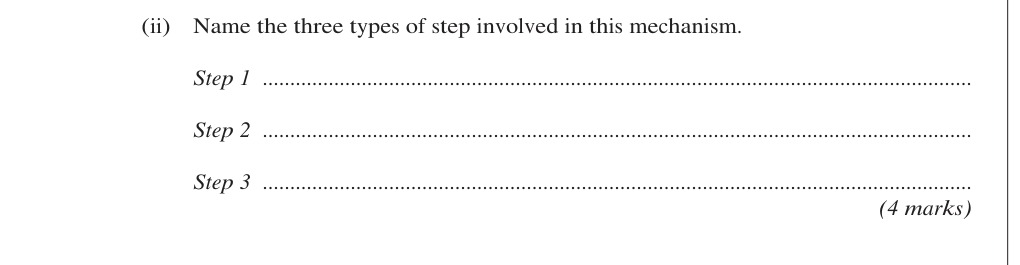 (ii) Name the three types of step involved in this mechanism.
Step 1 ................................................................................................................................
Step 2 ................................................................................................................................
Step 3 ................................................................................................................................
(4 marks)